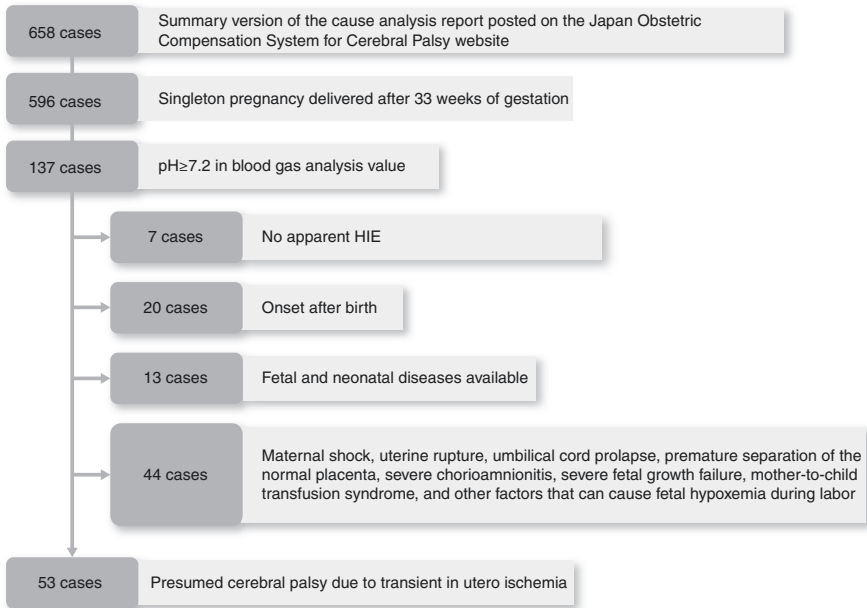 658 cases
Summary version of the cause analysis report posted on the Japan Obstetric
Compensation System for Cerebral Palsy website
596 cases
Singleton pregnancy delivered after 33 weeks of gestation
137 cases
pH≥7.2 in blood gas analysis value
7 cases
No apparent HIE
20 cases
Onset after birth
13 cases
Fetal and neonatal diseases available
44 cases
Maternal shock, uterine rupture, umbilical cord prolapse, premature separation of the
normal placenta, severe chorioamnionitis, severe fetal growth failure, mother-to-child
transfusion syndrome, and other factors that can cause fetal hypoxemia during labor
53 cases
Presumed cerebral palsy due to transient in utero ischemia